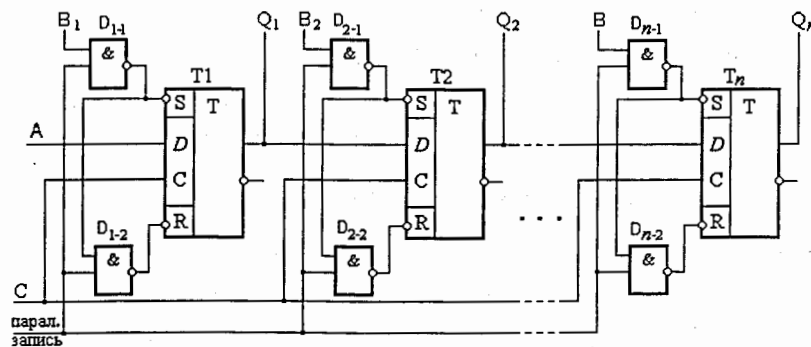 B1 D1-1 Q1 B2 D2-1 Q2 B Dn-1 Qn
& & &
T1 T2 Tn
S T S T S T
A D D D
C C C
R R R
D1-2 D2-2 Dn-2
& & &
. . .
C
парал.
запись